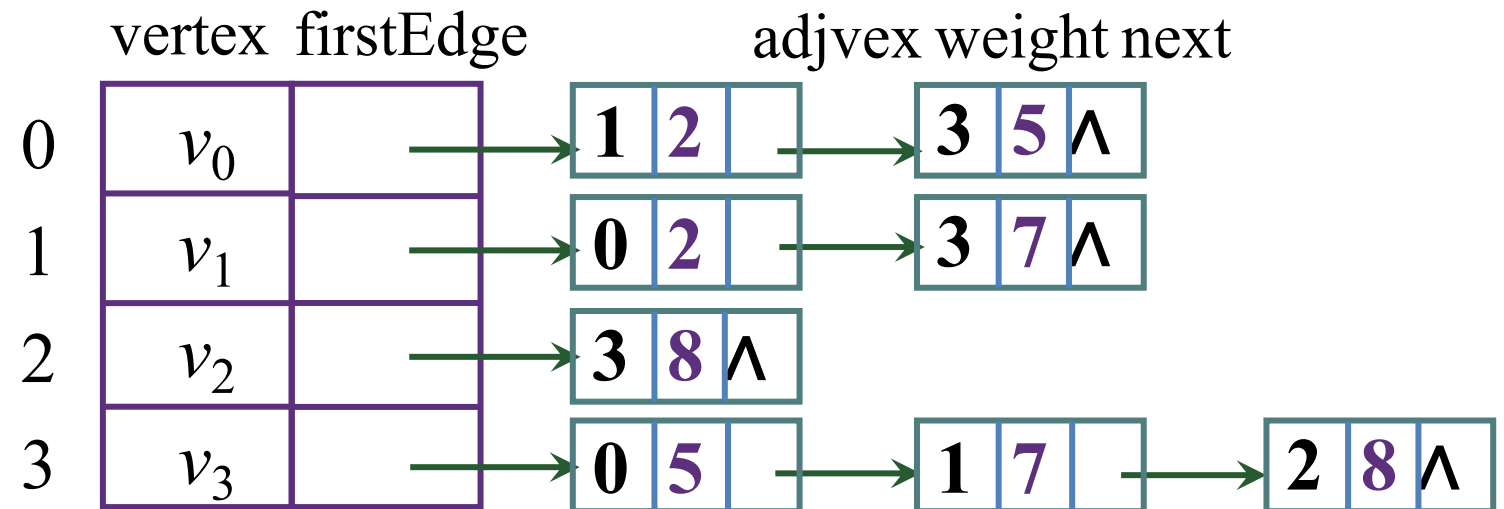 vertex firstEdge adjvex weight next
0 v0 1 2 3 5 ∧
1 v1 0 2 3 7 ∧
2 v2 3 8 ∧
3 v3 0 5 1 7 2 8 ∧